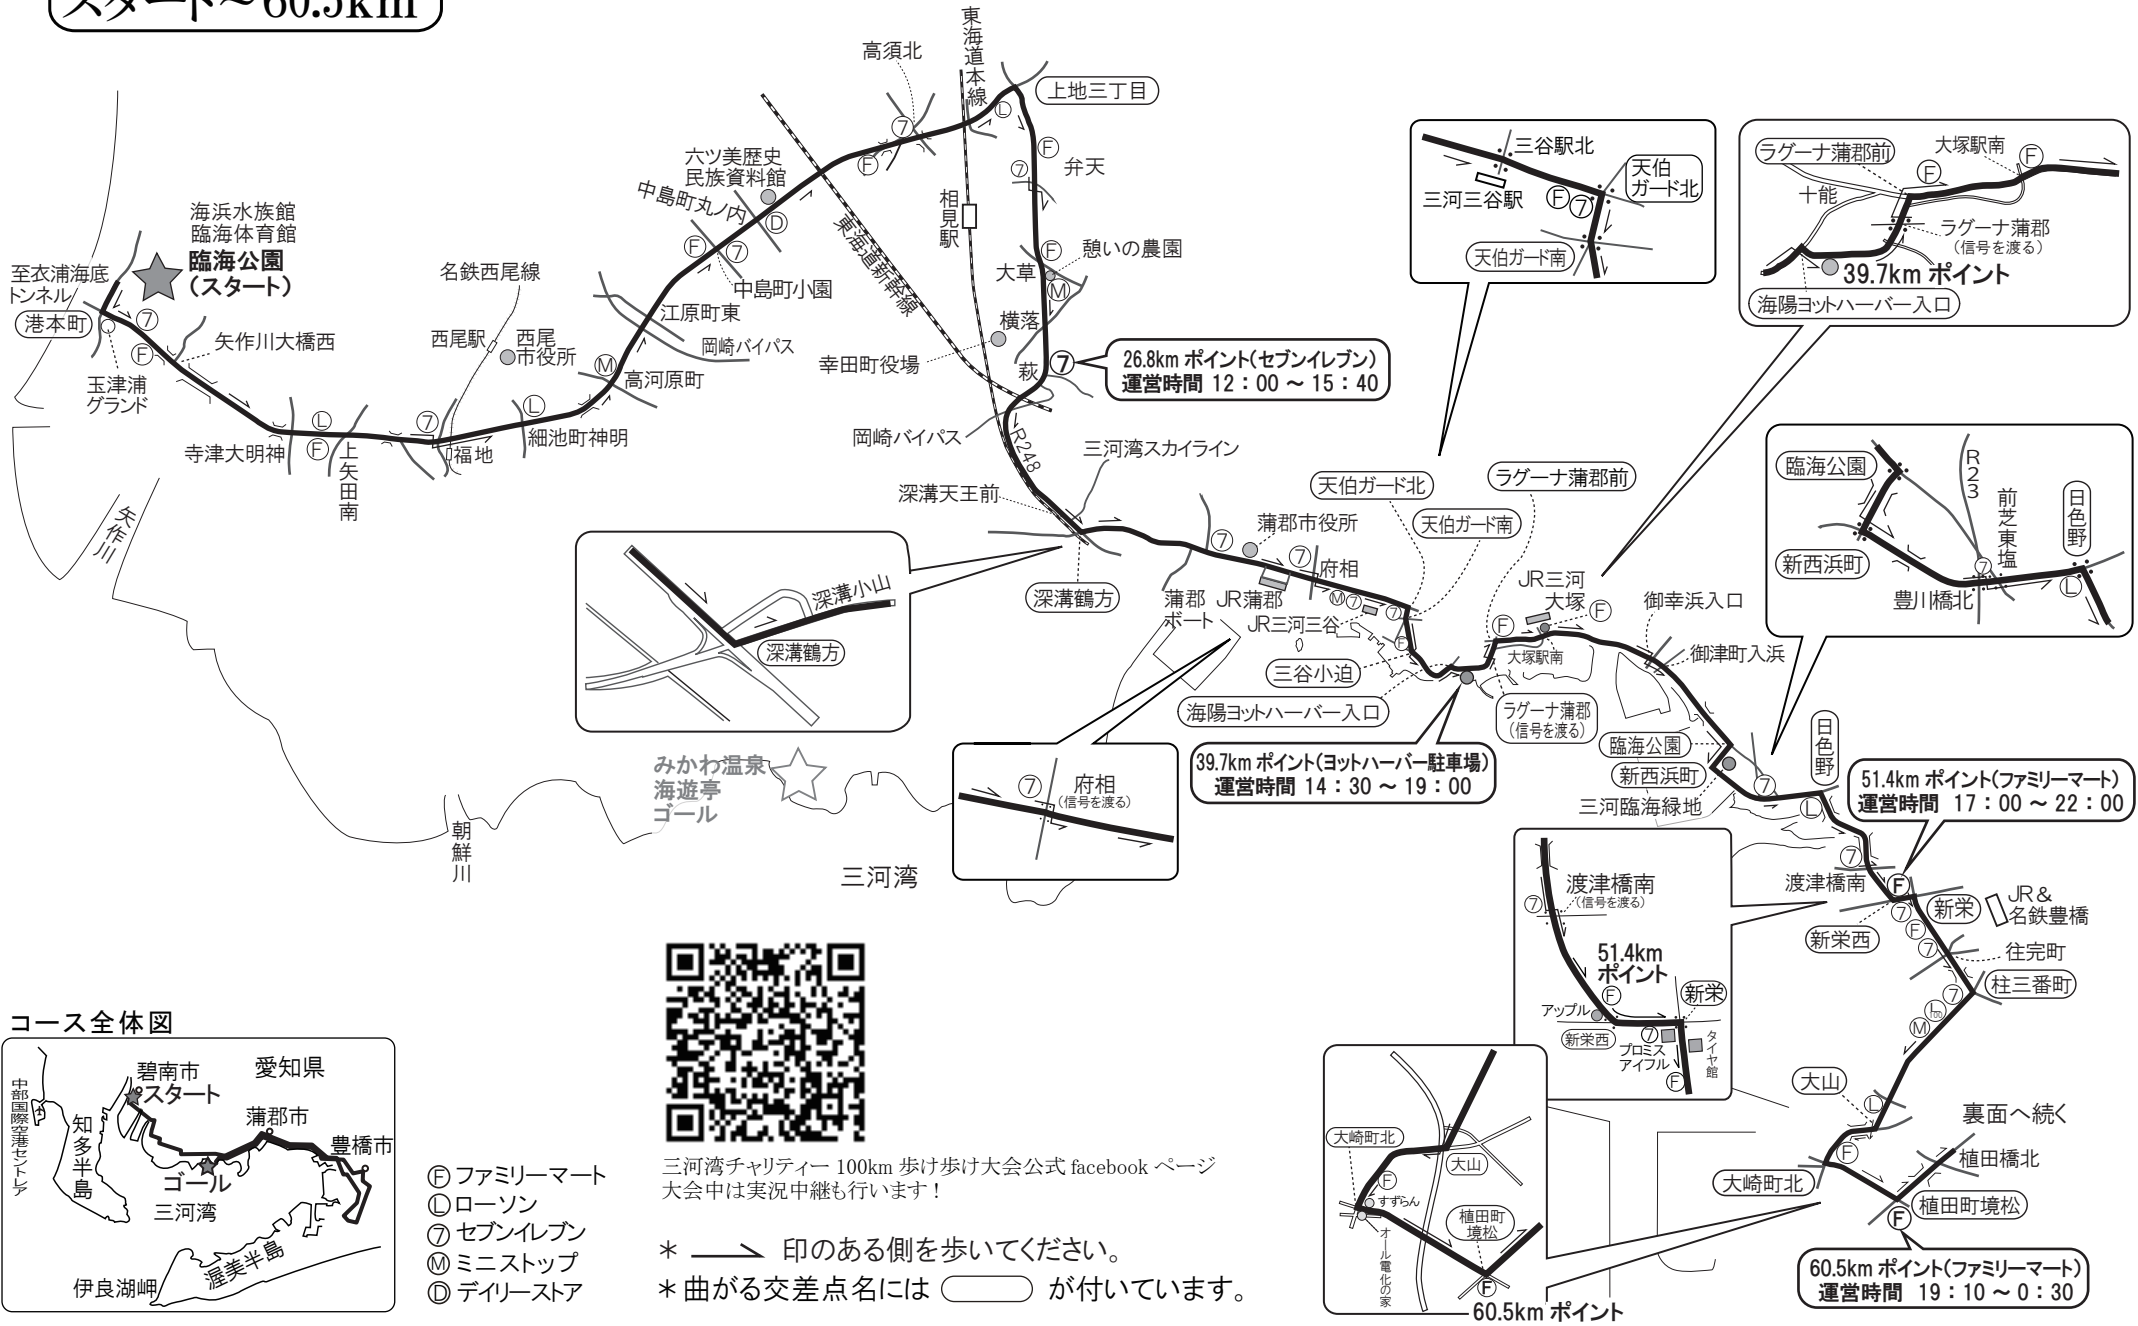 スタート〜60.5km
東海道本線
高須北
上地三丁目
六ツ美歴史
民族資料館
中島町丸ノ内
弁天
相見駅
東海道新幹線
海浜水族館
臨海体育館
臨海公園
(スタート)
至衣浦海底
トンネル
港本町
矢作川大橋西
玉津浦
グランド
名鉄西尾線
西尾駅
西尾
市役所
中島町小園
江原町東
岡崎バイパス
高河原町
細池町神明
福地
上矢田南
寺津大明神
矢作川
憩いの農園
大草
横落
幸田町役場
萩
26.8km ポイント(セブンイレブン)
運営時間 12:00 〜 15:40
岡崎バイパス
R248
三河湾スカイライン
深溝天王前
深溝鶴方
深溝小山
深溝鶴方
三谷駅北
三河三谷駅
天伯
ガード北
天伯ガード南
ラグーナ蒲郡前
大塚駅南
十能
ラグーナ蒲郡
(信号を渡る)
39.7km ポイント
海陽ヨットハーバー入口
臨海公園
R23
前芝東塩
日色野
新西浜町
豊川橋北
天伯ガード北
ラグーナ蒲郡前
天伯ガード南
蒲郡市役所
府相
蒲郡
ボート
JR蒲郡
JR三河三谷
三谷小迫
海陽ヨットハーバー入口
JR三河
大塚
大塚駅南
御幸浜入口
御津町入浜
ラグーナ蒲郡
(信号を渡る)
39.7km ポイント(ヨットハーバー駐車場)
運営時間 14:30 〜 19:00
臨海公園
新西浜町
三河臨海緑地
日色野
51.4km ポイント(ファミリーマート)
運営時間 17:00 〜 22:00
みかわ温泉
海遊亭
ゴール
府相
(信号を渡る)
朝鮮川
三河湾
渡津橋南
(信号を渡る)
51.4km
ポイント
アップル
新栄西
新栄
プロミス
アイフル
タイヤ館
渡津橋南
新栄西
新栄
JR&
名鉄豊橋
往完町
柱三番町
大山
裏面へ続く
植田橋北
大崎町北
植田町境松
60.5km ポイント(ファミリーマート)
運営時間 19:10 〜 0:30
大崎町北
大山
すずらん
オール電化の家
植田町
境松
60.5km ポイント
コース全体図
碧南市
スタート
愛知県
中部国際空港セントレア
知多半島
蒲郡市
豊橋市
ゴール
三河湾
渥美半島
伊良湖岬
Ⓕファミリーマート
Ⓛローソン
⑦セブンイレブン
Ⓜミニストップ
Ⓓデイリーストア
三河湾チャリティー100km 歩け歩け大会公式 facebook ページ
大会中は実況中継も行います!
* 印のある側を歩いてください。
*曲がる交差点名には が付いています。